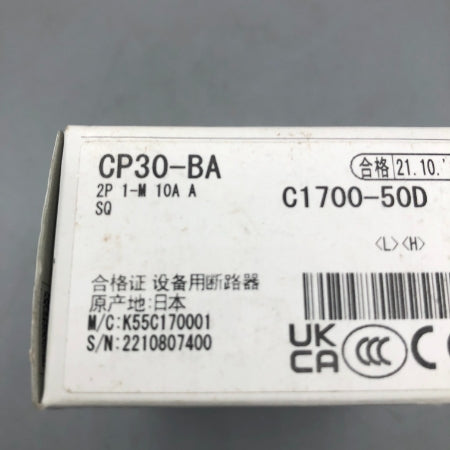 CP30-BA
2P 1-M 10A A
SQ
合格 21.10.
C1700-50D
<L><H>
合格证 设备用断路器
原产地:日本
M/C:K55C170001
S/N:2210807400
UK
CA
CCC